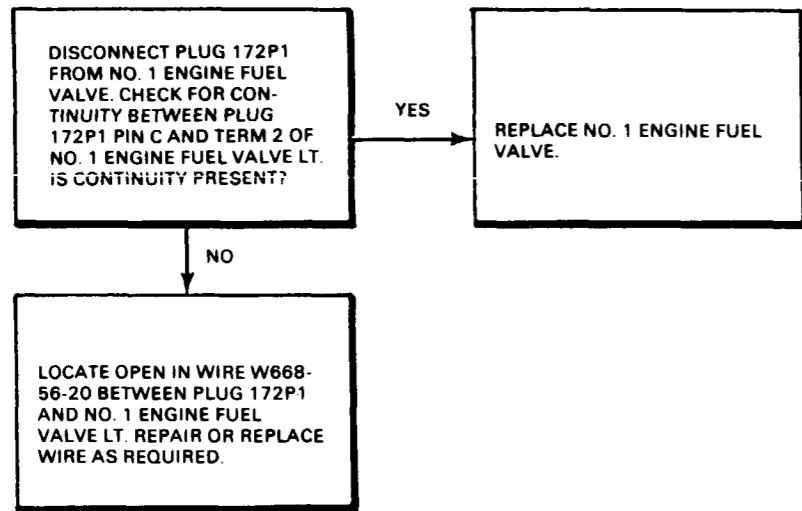 DISCONNECT PLUG 172P1
FROM NO. 1 ENGINE FUEL
VALVE. CHECK FOR CON-
TINUITY BETWEEN PLUG
172P1 PIN C AND TERM 2 OF
NO. 1 ENGINE FUEL VALVE LT.
IS CONTINUITY PRESENT?
YES
REPLACE NO. 1 ENGINE FUEL
VALVE.
NO
LOCATE OPEN IN WIRE W668-
56-20 BETWEEN PLUG 172P1
AND NO. 1 ENGINE FUEL
VALVE LT. REPAIR OR REPLACE
WIRE AS REQUIRED.